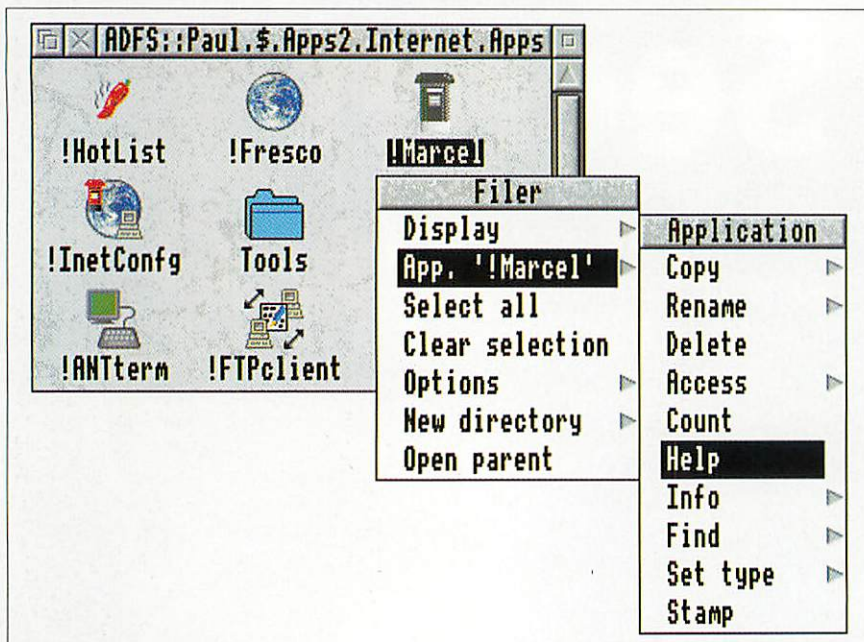 ADFS::Paul.$.Apps2.Internet.Apps
!HotList !Fresco !Marcel
!InetConfg Tools
!ANTterm !FTPclient
Filer
Display
App. '!Marcel'
Select all
Clear selection
Options
New directory
Open parent
Application
Copy
Rename
Delete
Access
Count
Help
Info
Find
Set type
Stamp